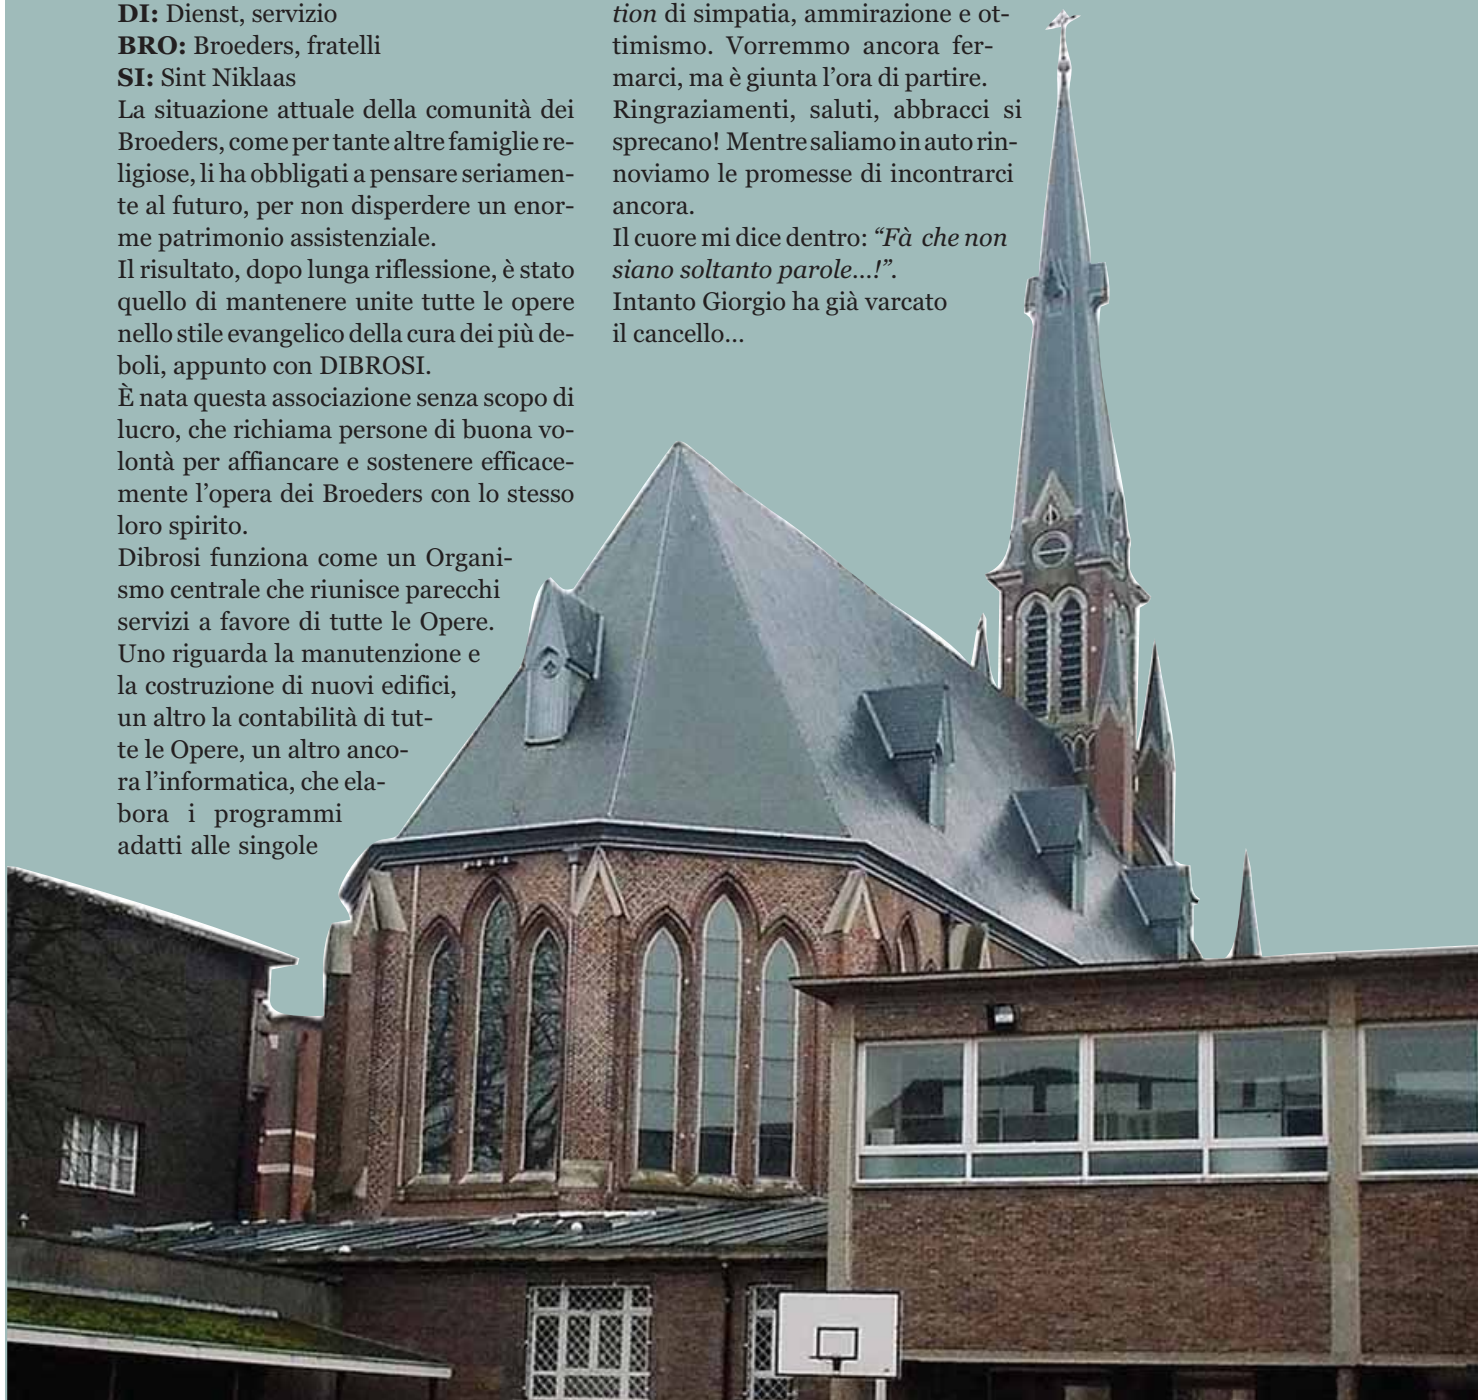 DI: Dienst, servizio
BRO: Broeders, fratelli
SI: Sint Niklaas
La situazione attuale della comunità dei
Broeders, come per tante altre famiglie re-
ligiose, li ha obbligati a pensare seriamen-
te al futuro, per non disperdere un enor-
me patrimonio assistenziale.
Il risultato, dopo lunga riflessione, è stato
quello di mantenere unite tutte le opere
nello stile evangelico della cura dei più de-
boli, appunto con DIBROSI.
È nata questa associazione senza scopo di
lucro, che richiama persone di buona vo-
lontà per affiancare e sostenere efficace-
mente l’opera dei Broeders con lo stesso
loro spirito.
Dibrosi funziona come un Organi-
smo centrale che riunisce parecchi
servizi a favore di tutte le Opere.
Uno riguarda la manutenzione e
la costruzione di nuovi edifici,
un altro la contabilità di tut-
te le Opere, un altro anco-
ra l’informatica, che ela-
bora i programmi
adatti alle singole
tion di simpatia, ammirazione e ot-
timismo. Vorremmo ancora fer-
marci, ma è giunta l’ora di partire.
Ringraziamenti, saluti, abbracci si
sprecano! Mentre saliamo in auto rin-
noviamo le promesse di incontrarci
ancora.
Il cuore mi dice dentro: “Fà che non
siano soltanto parole…!”.
Intanto Giorgio ha già varcato
il cancello…